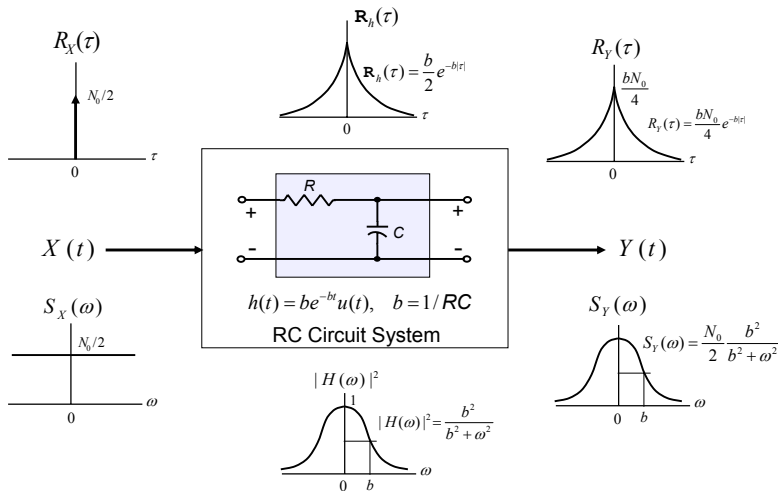 R_X(τ)
N_0/2
τ
0
R_h(τ)
R_h(τ) = b/2 e^{-b|τ|}
τ
0
R_Y(τ)
bN_0/4
R_Y(τ) = bN_0/4 e^{-b|τ|}
τ
0
R
+
+
C
-
-
X(t)
Y(t)
h(t) = be^{-bt}u(t), b = 1/RC
RC Circuit System
S_X(ω)
N_0/2
ω
0
|H(ω)|^2
1
|H(ω)|^2 = b^2/b^2 + ω^2
ω
0
b
S_Y(ω)
S_Y(ω) = N_0/2 b^2/b^2 + ω^2
ω
0
b